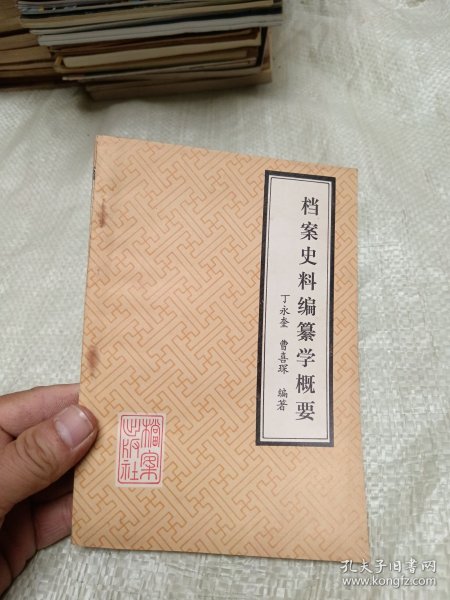 档案史料编纂学概要
丁永奎 曹喜琛 编著
档案
出版社
孔夫子旧书网
www.kongfz.com